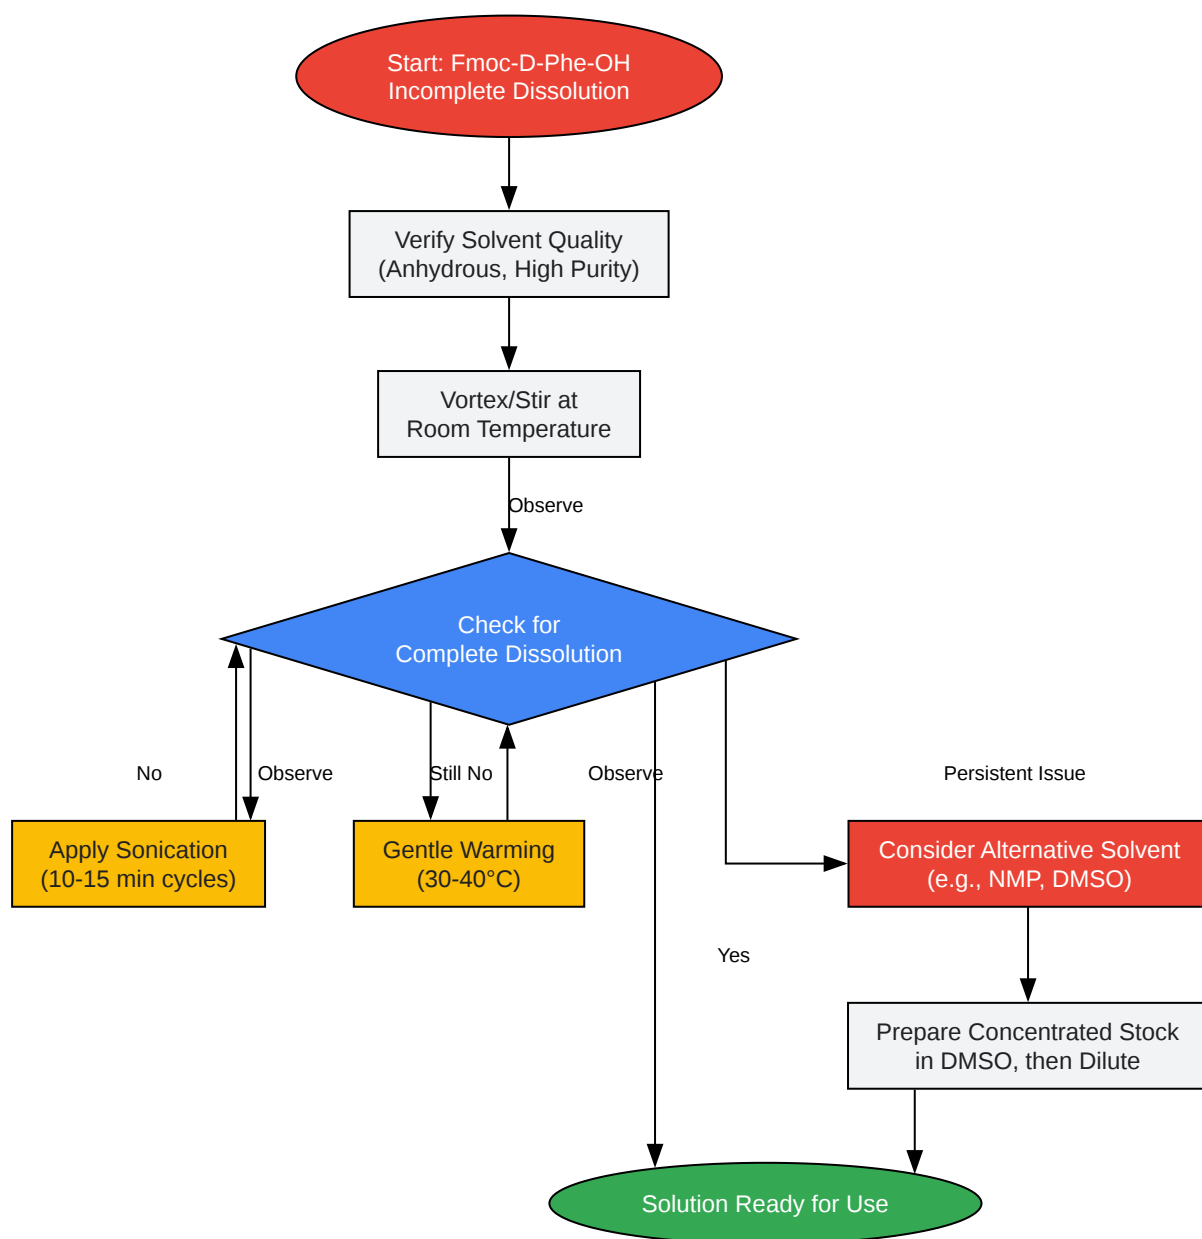 Start: Fmoc-D-Phe-OH
Incomplete Dissolution
Verify Solvent Quality
(Anhydrous, High Purity)
Vortex/Stir at
Room Temperature
Observe
Check for
Complete Dissolution
No
Observe
Still No
Observe
Persistent Issue
Apply Sonication
(10-15 min cycles)
Gentle Warming
(30-40°C)
Consider Alternative Solvent
(e.g., NMP, DMSO)
Yes
Prepare Concentrated Stock
in DMSO, then Dilute
Solution Ready for Use